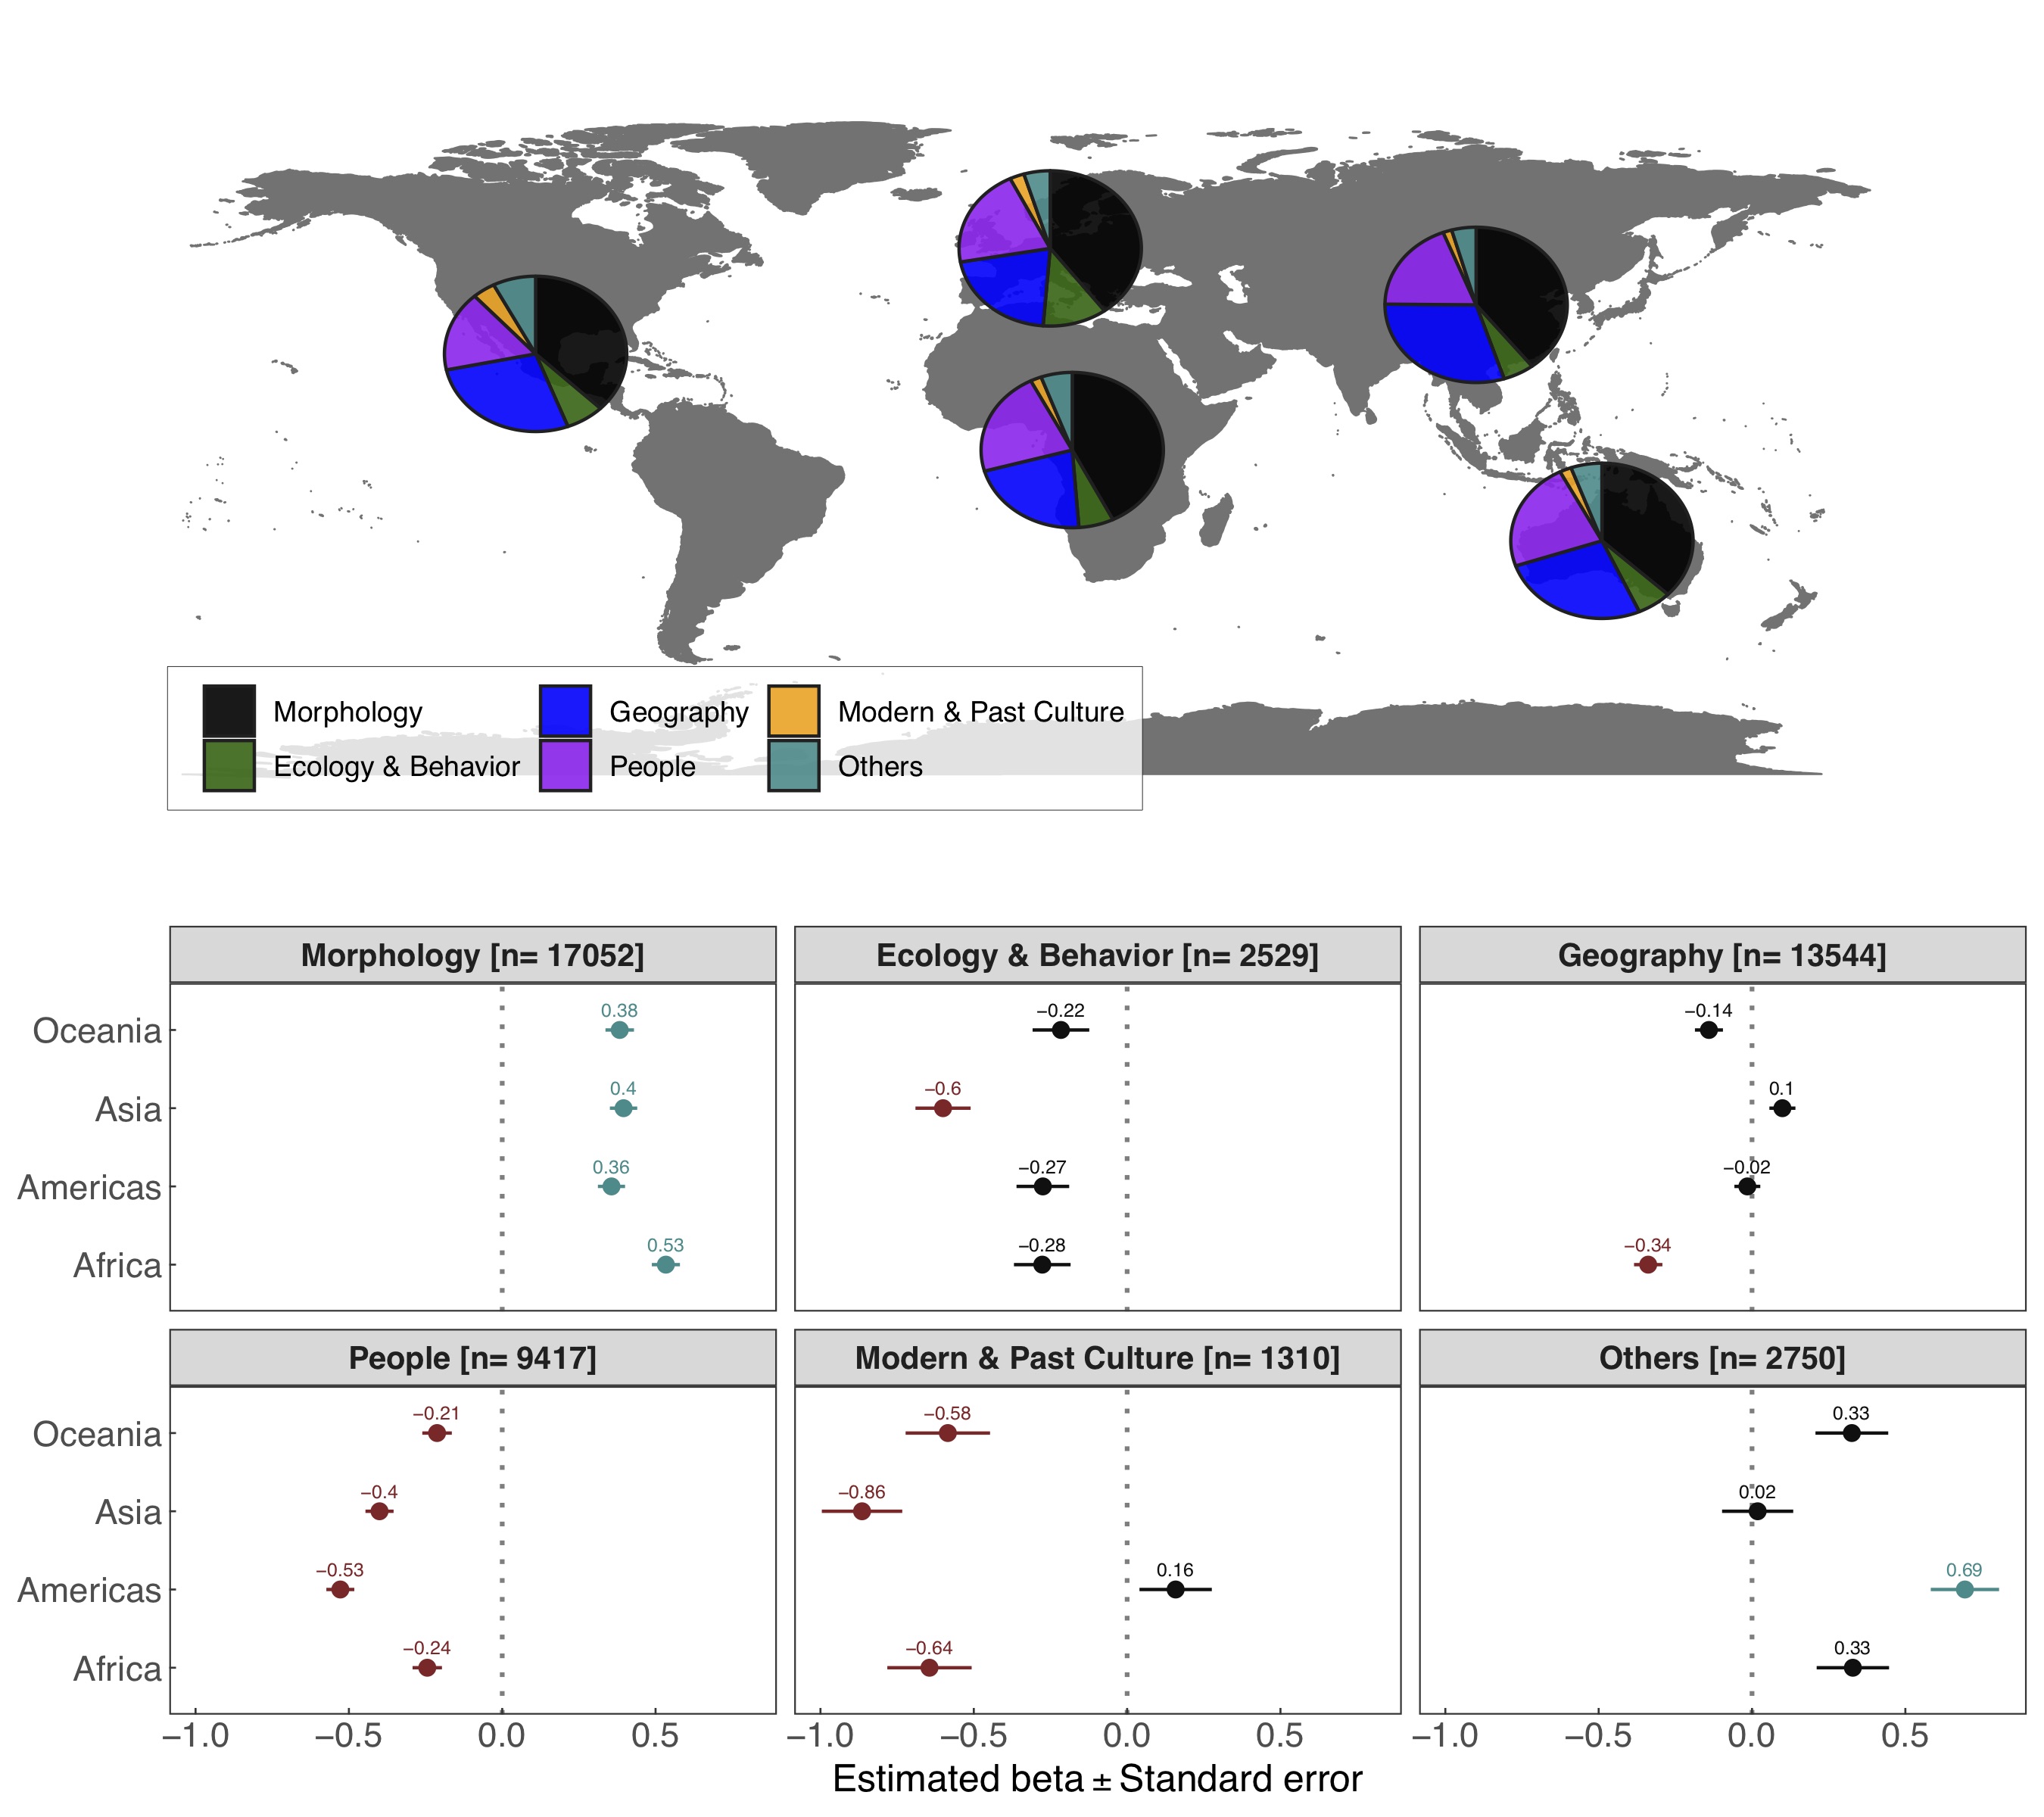 Morphology
Geography
Modern & Past Culture
Ecology & Behavior
People
Others
Morphology [n= 17052]
Ecology & Behavior [n= 2529]
Geography [n= 13544]
Oceania
0.38
−0.22
−0.14
Asia
0.4
−0.6
0.1
Americas
0.36
−0.27
−0.02
Africa
0.53
−0.28
−0.34
People [n= 9417]
Modern & Past Culture [n= 1310]
Others [n= 2750]
Oceania
−0.21
−0.58
0.33
Asia
−0.4
−0.86
0.02
Americas
−0.53
0.16
0.69
Africa
−0.24
−0.64
0.33
−1.0 −0.5 0.0 0.5
−1.0 −0.5 0.0 0.5
−1.0 −0.5 0.0 0.5
Estimated beta ± Standard error